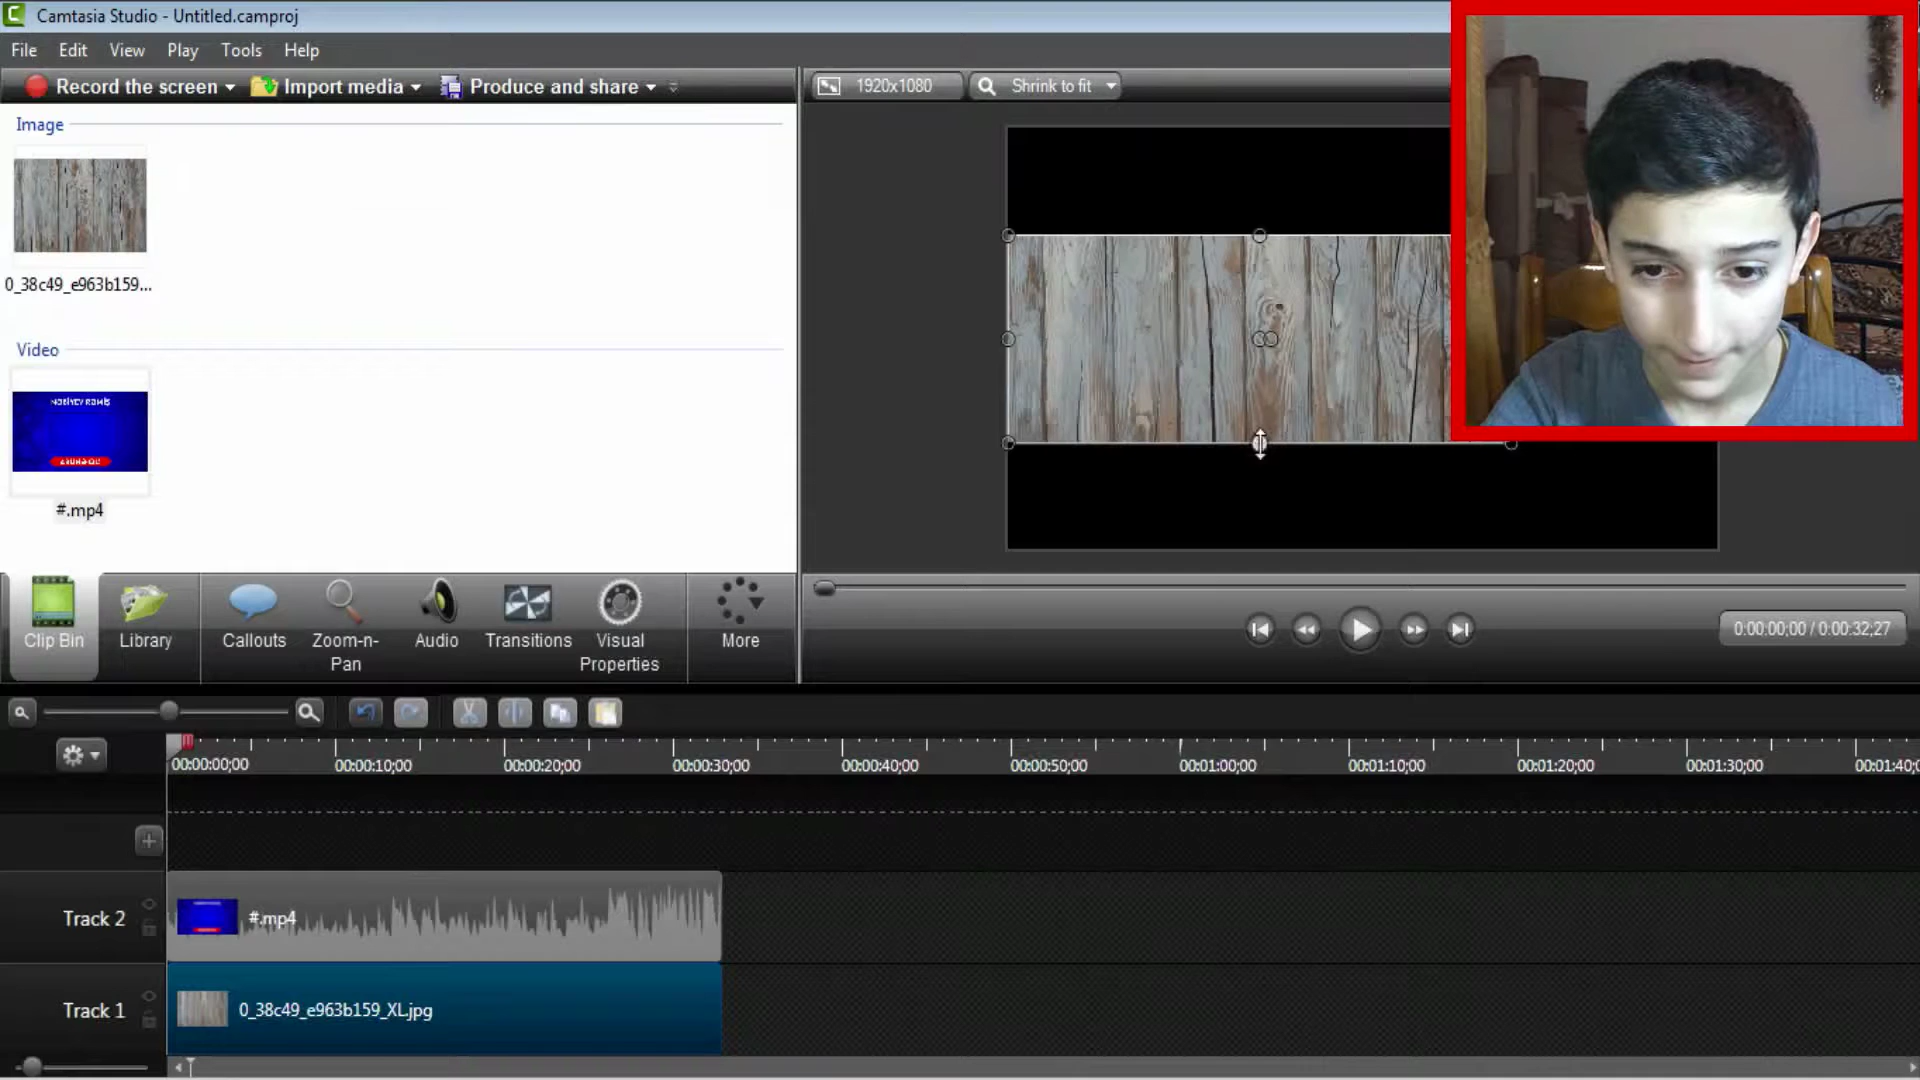 Camtasia Studio - Untitled.camproj
File Edit View Play Tools Help
Record the screen Import media Produce and share
1920x1080 Shrink to fit
Image
0_38c49_e963b159...
Video
#.mp4
Clip Bin
Library
Callouts
Zoom-n-
Pan
Audio
Transitions
Visual
Properties
More
0:00:00;00 / 0:00:32;27
00:00:00;00 00:00:10;00 00:00:20;00 00:00:30;00 00:00:40;00 00:00:50;00 00:01:00;00 00:01:10;00 00:01:20;00 00:01:30;00 00:01:40;
Track 2
#.mp4
Track 1
0_38c49_e963b159_XL.jpg